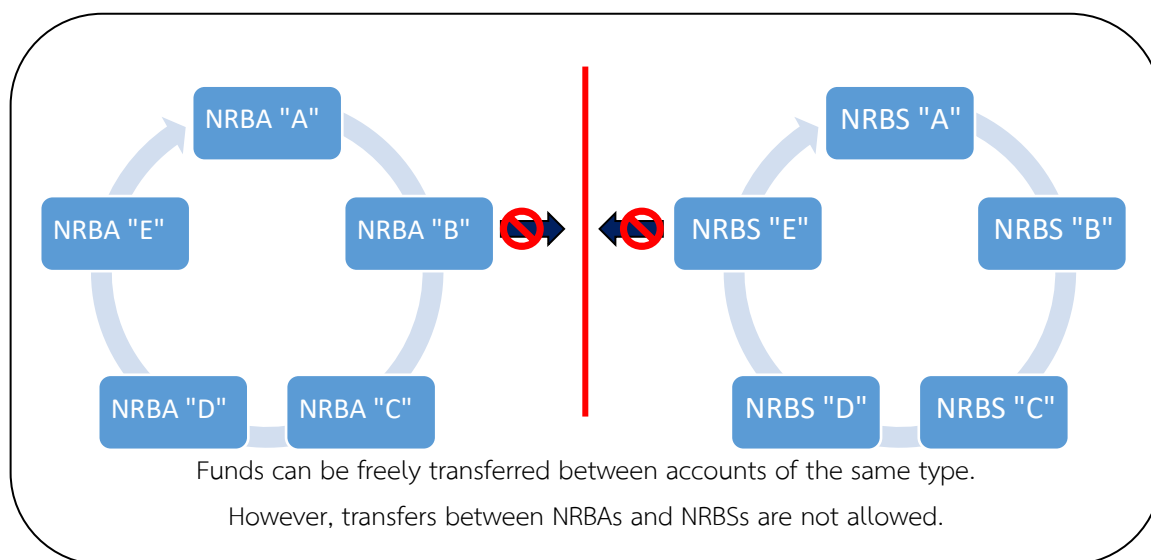 NRBA "A"
NRBA "B"
NRBA "C"
NRBA "D"
NRBA "E"
NRBS "A"
NRBS "B"
NRBS "C"
NRBS "D"
NRBS "E"
Funds can be freely transferred between accounts of the same type.
However, transfers between NRBAs and NRBSs are not allowed.